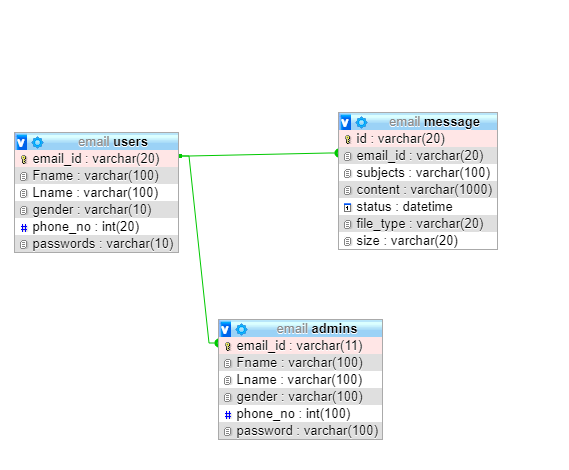 email users
email_id : varchar(20)
Fname : varchar(100)
Lname : varchar(100)
gender : varchar(10)
phone_no : int(20)
passwords : varchar(10)
email message
id : varchar(20)
email_id : varchar(20)
subjects : varchar(100)
content : varchar(1000)
status : datetime
file_type : varchar(20)
size : varchar(20)
email admins
email_id : varchar(11)
Fname : varchar(100)
Lname : varchar(100)
gender : varchar(100)
phone_no : int(100)
password : varchar(100)